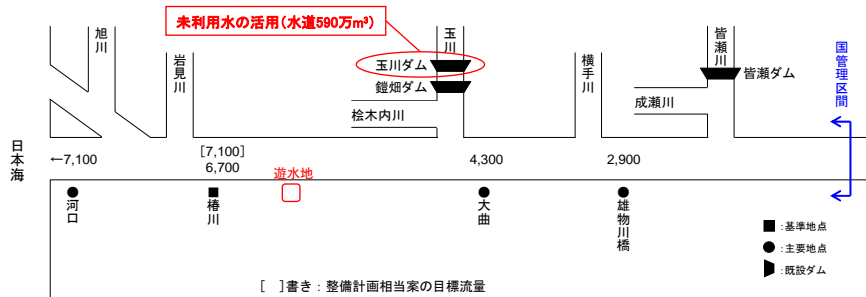 未利用水の活用(水道590万m³)
旭川
岩見川
玉川
玉川ダム
鎧畑ダム
桧木内川
横手川
皆瀬川
皆瀬ダム
成瀬川
国管理区間
日本海
←7,100
[7,100]
6,700
4,300
2,900
遊水地
河口
椿川
大曲
雄物川橋
■:基準地点
●:主要地点
:既設ダム
[ ]書き:整備計画相当案の目標流量